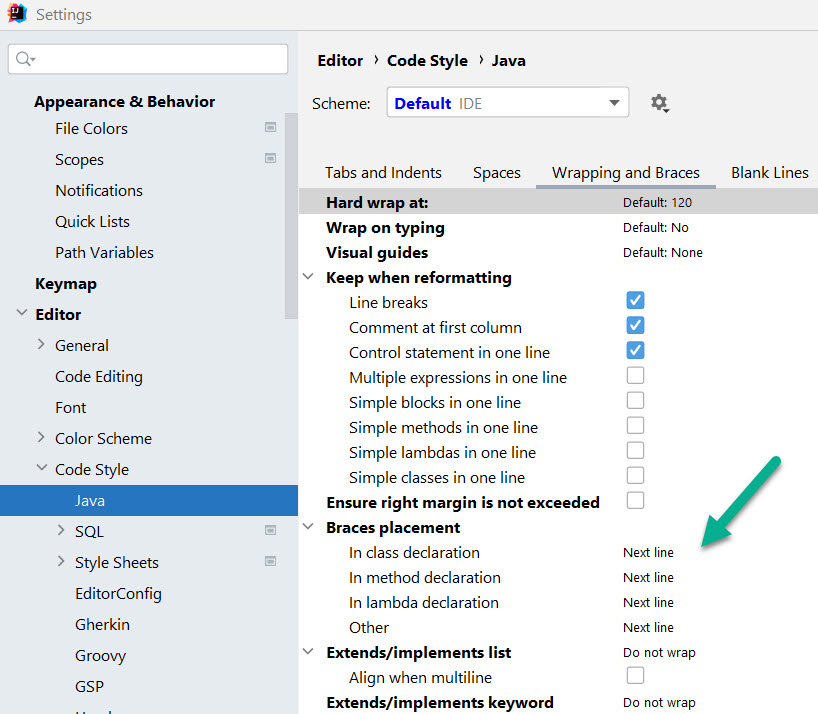 Settings
Appearance & Behavior
File Colors
Scopes
Notifications
Quick Lists
Path Variables
Keymap
Editor
General
Code Editing
Font
Color Scheme
Code Style
Java
SQL
Style Sheets
EditorConfig
Gherkin
Groovy
GSP
Editor › Code Style › Java
Scheme: Default IDE
Tabs and Indents Spaces Wrapping and Braces Blank Lines
Hard wrap at: Default: 120
Wrap on typing Default: No
Visual guides Default: None
Keep when reformatting
Line breaks
Comment at first column
Control statement in one line
Multiple expressions in one line
Simple blocks in one line
Simple methods in one line
Simple lambdas in one line
Simple classes in one line
Ensure right margin is not exceeded
Braces placement
In class declaration Next line
In method declaration Next line
In lambda declaration Next line
Other Next line
Extends/implements list Do not wrap
Align when multiline
Extends/implements keyword Do not wrap